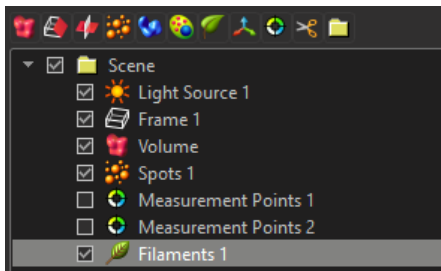 Scene
Light Source 1
Frame 1
Volume
Spots 1
Measurement Points 1
Measurement Points 2
Filaments 1